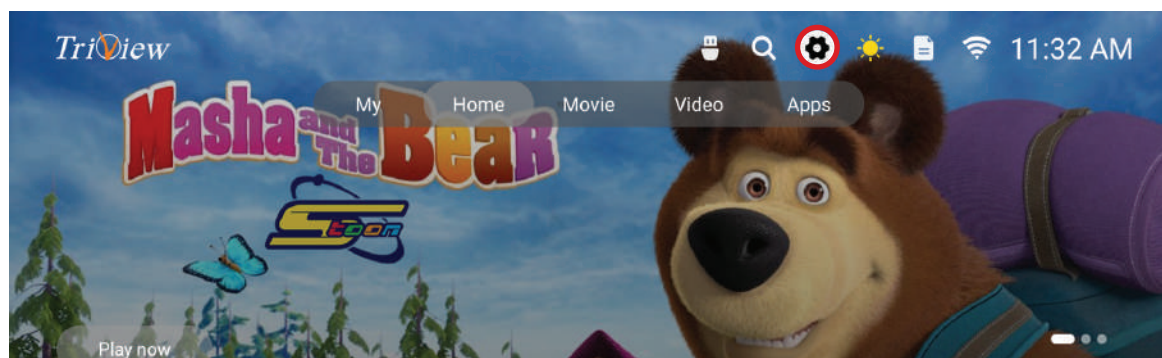 TriView
11:32 AM
My Home Movie Video Apps
Masha and The Bear
Stoon
Play now